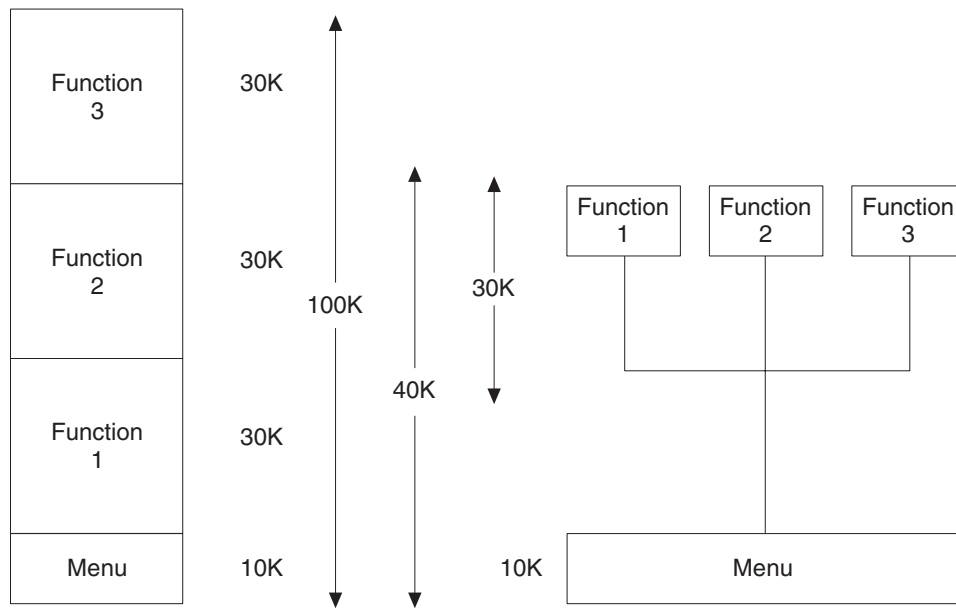 Function
3
30K
Function
2
30K
Function
1
30K
Menu
10K
100K
40K
30K
Function
1
Function
2
Function
3
10K
Menu